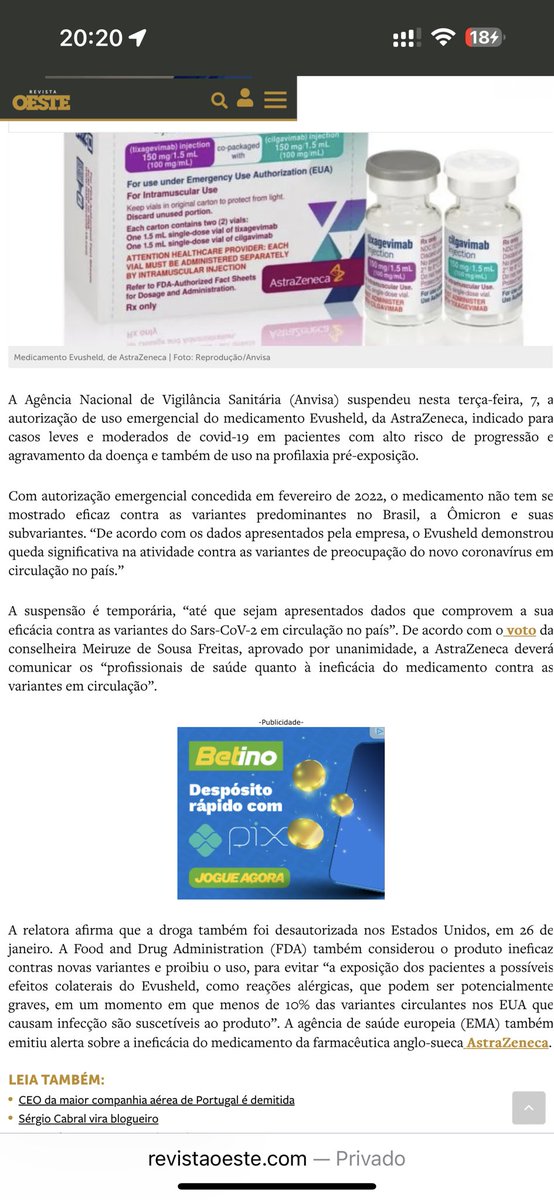 20:20
18
REVISTA
OESTE
(tixagevimab) injection
150 mg/1.5 mL
(100 mg/mL)
co-packaged
with
(cilgavimab) injection
150 mg/1.5 mL
(100 mg/mL)
For use under Emergency Use Authorization (EUA)
For Intramuscular Use
Keep vials in original carton to protect from light.
Discard unused portion.
Each carton contains two (2) vials:
One 1.5 mL single-dose vial of tixagevimab
One 1.5 mL single-dose vial of cilgavimab
ATTENTION HEALTHCARE PROVIDER: EACH
VIAL MUST BE ADMINISTERED SEPARATELY
BY INTRAMUSCULAR INJECTION
Refer to FDA-Authorized Fact Sheets
for Dosage and Administration.
Rx only
AstraZeneca
tixagevimab
injection
150 mg/1.5 mL
cilgavimab
injection
150 mg/1.5 mL
Medicamento Evusheld, de AstraZeneca | Foto: Reprodução/Anvisa
A Agência Nacional de Vigilância Sanitária (Anvisa) suspendeu nesta terça-feira, 7, a
autorização de uso emergencial do medicamento Evusheld, da AstraZeneca, indicado para
casos leves e moderados de covid-19 em pacientes com alto risco de progressão e
agravamento da doença e também de uso na profilaxia pré-exposição.
Com autorização emergencial concedida em fevereiro de 2022, o medicamento não tem se
mostrado eficaz contra as variantes predominantes no Brasil, a Ômicron e suas
subvariantes. “De acordo com os dados apresentados pela empresa, o Evusheld demonstrou
queda significativa na atividade contra as variantes de preocupação do novo coronavírus em
circulação no país.”
A suspensão é temporária, “até que sejam apresentados dados que comprovem a sua
eficácia contra as variantes do Sars-CoV-2 em circulação no país”. De acordo com o voto da
conselheira Meiruze de Sousa Freitas, aprovado por unanimidade, a AstraZeneca deverá
comunicar os “profissionais de saúde quanto à ineficácia do medicamento contra as
variantes em circulação”.
-Publicidade-
Betino
Despósito
rápido com
pix
JOGUE AGORA
A relatora afirma que a droga também foi desautorizada nos Estados Unidos, em 26 de
janeiro. A Food and Drug Administration (FDA) também considerou o produto ineficaz
contras novas variantes e proibiu o uso, para evitar “a exposição dos pacientes a possíveis
efeitos colaterais do Evusheld, como reações alérgicas, que podem ser potencialmente
graves, em um momento em que menos de 10% das variantes circulantes nos EUA que
causam infecção são suscetíveis ao produto”. A agência de saúde europeia (EMA) também
emitiu alerta sobre a ineficácia do medicamento da farmacêutica anglo-sueca AstraZeneca.
LEIA TAMBÉM:
CEO da maior companhia aérea de Portugal é demitida
Sérgio Cabral vira blogueiro
revistaoeste.com — Privado